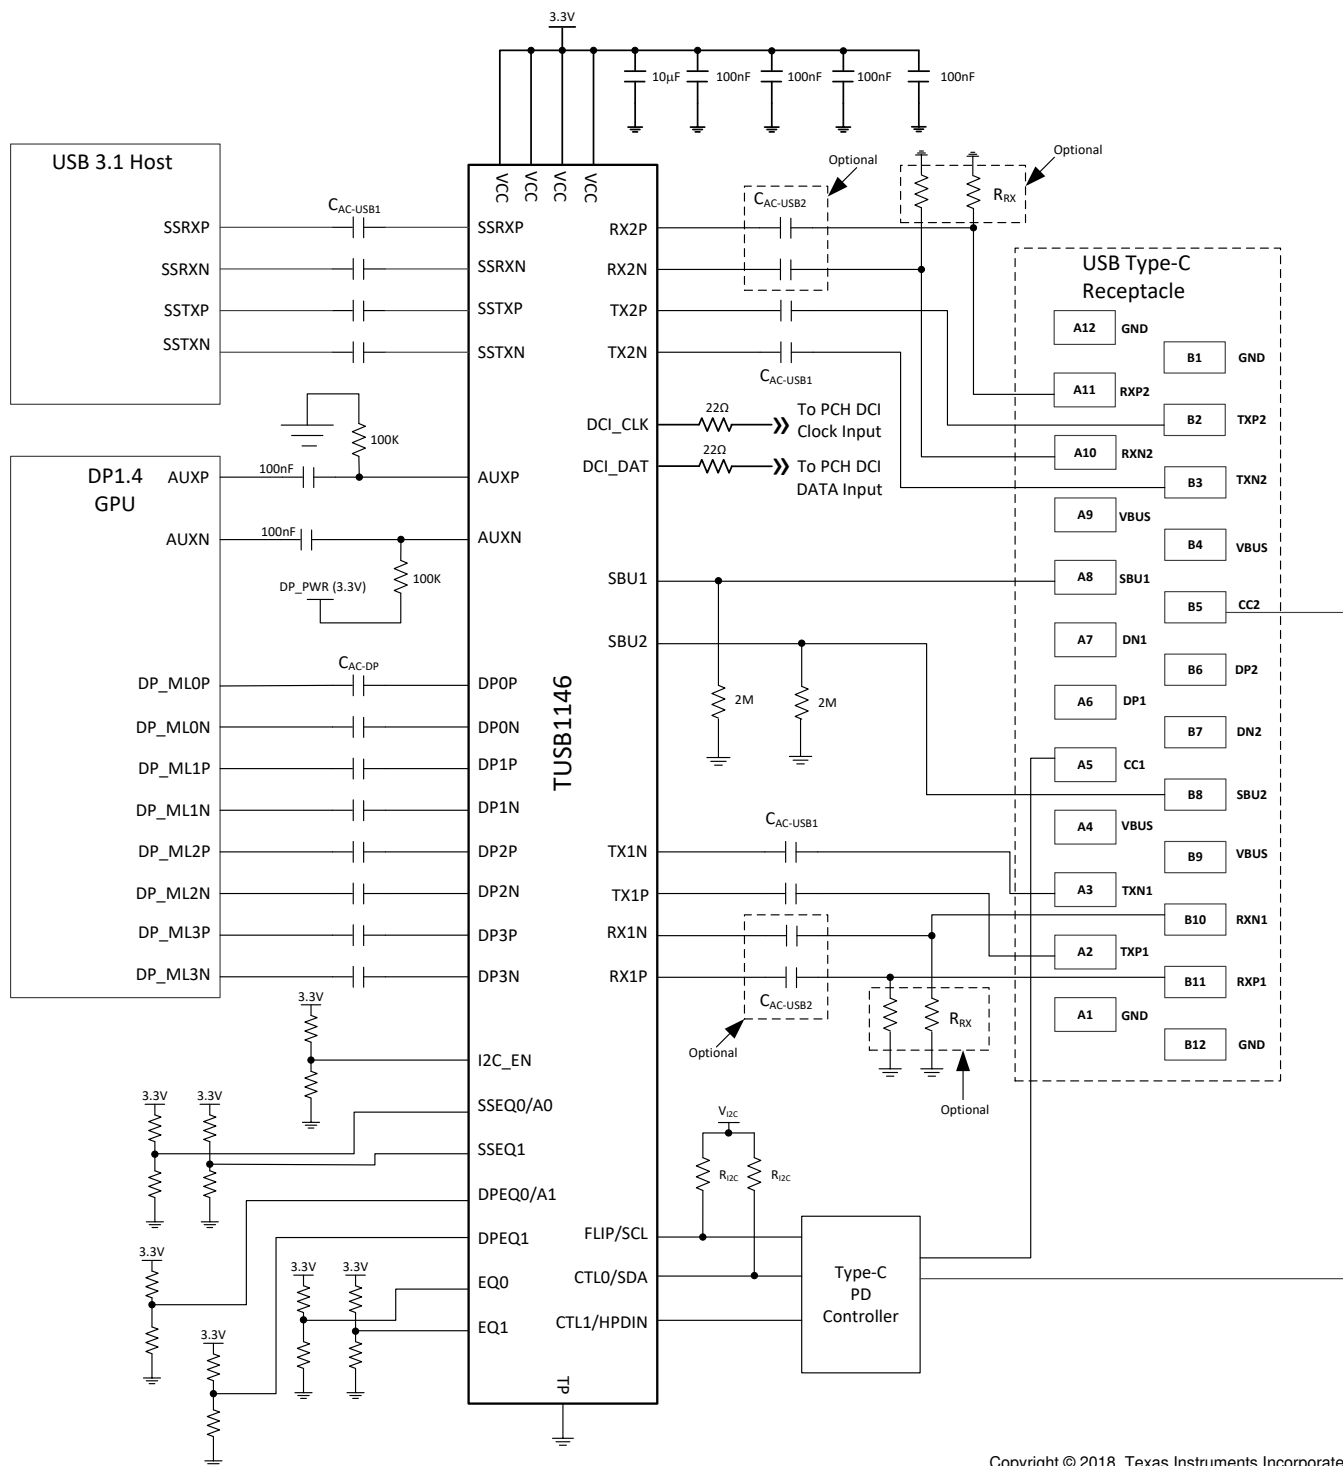 3.3V
10µF
100nF
100nF
100nF
100nF
USB 3.1 Host
SSRXP
SSRXN
SSTXP
SSTXN
CAC-USB1
VCC
VCC
VCC
VCC
SSRXP
SSRXN
SSTXP
SSTXN
RX2P
RX2N
TX2P
TX2N
CAC-USB2
Optional
RRX
Optional
CAC-USB1
DCI_CLK
22Ω
To PCH DCI
Clock Input
DCI_DAT
22Ω
To PCH DCI
DATA Input
DP1.4
GPU
AUXP
100nF
100K
AUXP
AUXN
100nF
100K
AUXN
DP_PWR (3.3V)
SBU1
SBU2
2M
2M
TUSB1146
CAC-DP
DP_ML0P
DP_ML0N
DP_ML1P
DP_ML1N
DP_ML2P
DP_ML2N
DP_ML3P
DP_ML3N
DP0P
DP0N
DP1P
DP1N
DP2P
DP2N
DP3P
DP3N
CAC-USB1
TX1N
TX1P
RX1N
RX1P
CAC-USB2
Optional
RRX
Optional
USB Type-C
Receptacle
A12 GND
B1 GND
A11 RXP2
B2 TXP2
A10 RXN2
B3 TXN2
A9 VBUS
B4 VBUS
A8 SBU1
B5 CC2
A7 DN1
B6 DP2
A6 DP1
B7 DN2
A5 CC1
B8 SBU2
A4 VBUS
B9 VBUS
A3 TXN1
B10 RXN1
A2 TXP1
B11 RXP1
A1 GND
B12 GND
3.3V
I2C_EN
3.3V
3.3V
SSEQ0/A0
SSEQ1
DPEQ0/A1
DPEQ1
3.3V
3.3V
3.3V
3.3V
EQ0
EQ1
VI2C
RI2C
RI2C
FLIP/SCL
CTL0/SDA
CTL1/HPDIN
Type-C
PD
Controller
TP
Copyright © 2018, Texas Instruments Incorporate